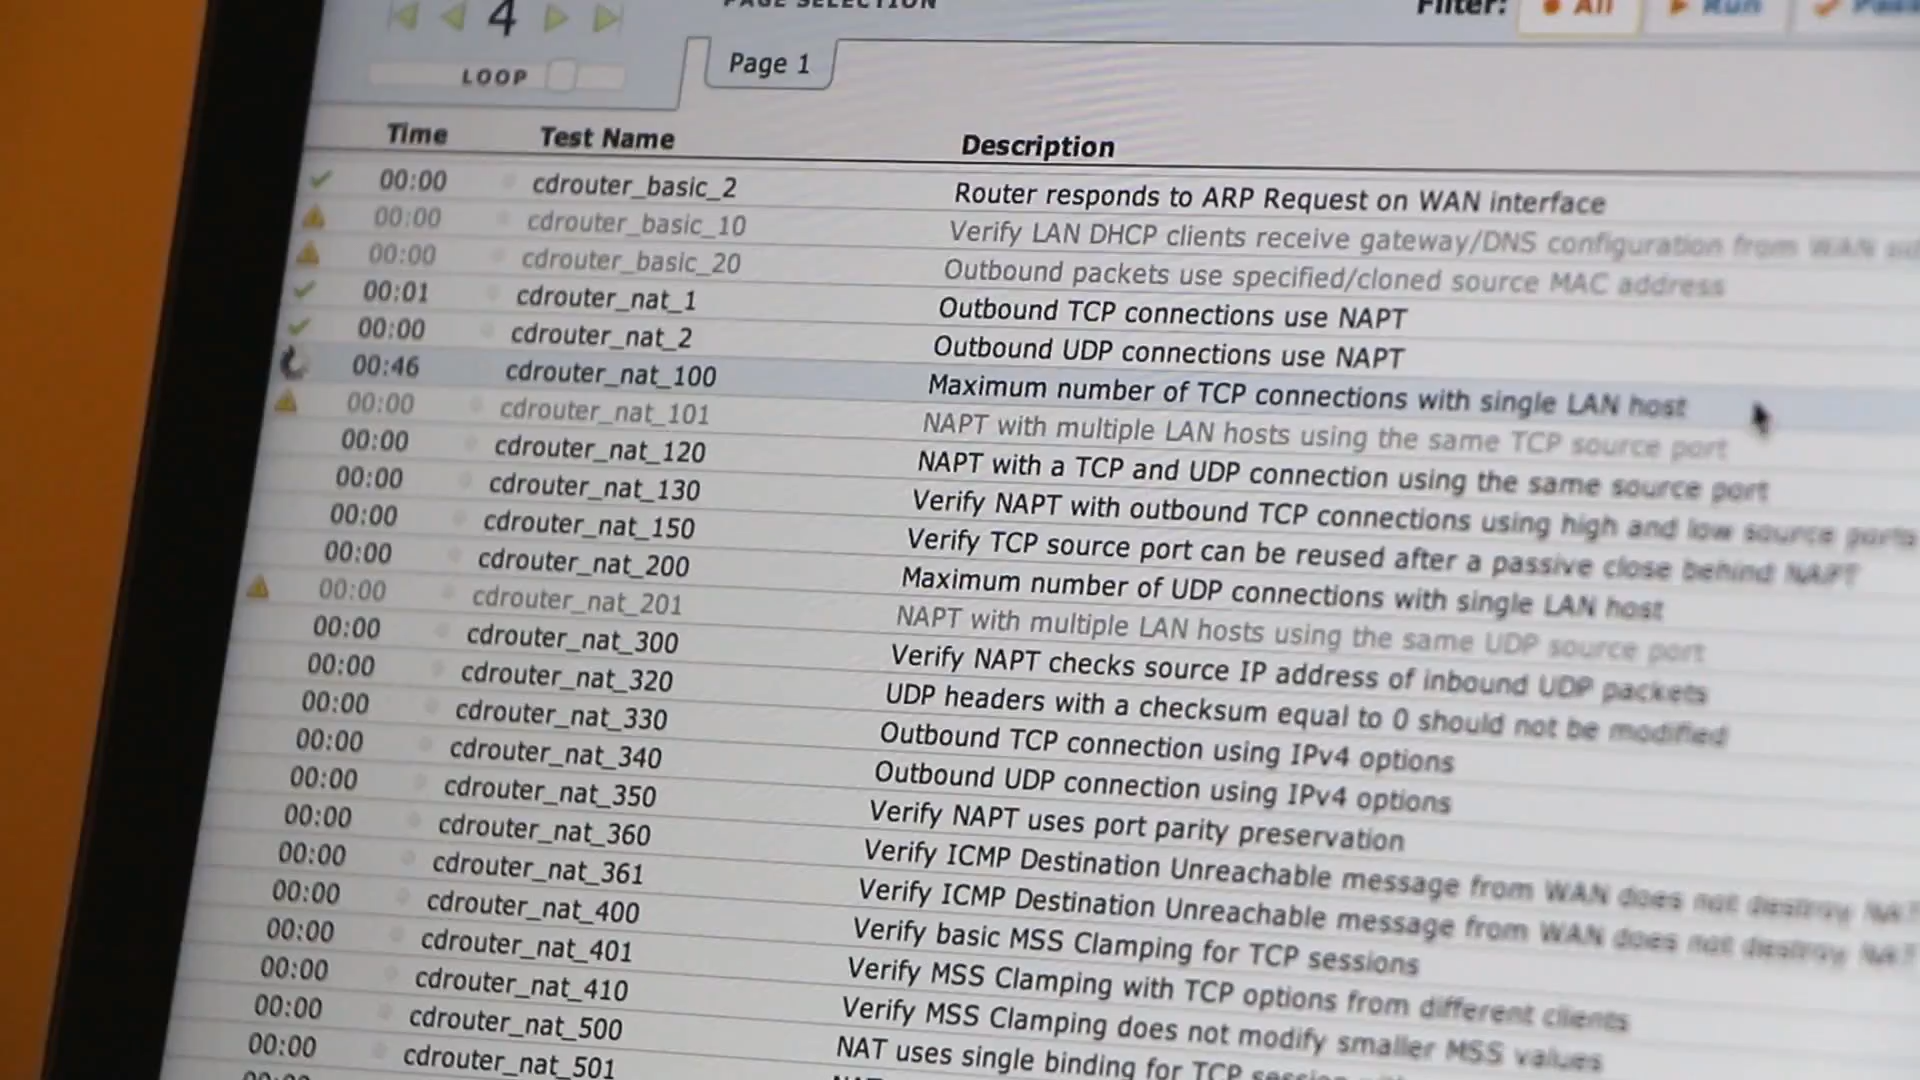 4 PAGE SELECTION Filter: All Run Pass
LOOP Page 1
Time Test Name Description
00:00 cdrouter_basic_2 Router responds to ARP Request on WAN interface
00:00 cdrouter_basic_10 Verify LAN DHCP clients receive gateway/DNS configuration from WAN
00:00 cdrouter_basic_20 Outbound packets use specified/cloned source MAC address
00:01 cdrouter_nat_1 Outbound TCP connections use NAPT
00:00 cdrouter_nat_2 Outbound UDP connections use NAPT
00:46 cdrouter_nat_100 Maximum number of TCP connections with single LAN host
00:00 cdrouter_nat_101 NAPT with multiple LAN hosts using the same TCP source port
00:00 cdrouter_nat_120 NAPT with a TCP and UDP connection using the same source port
00:00 cdrouter_nat_130 Verify NAPT with outbound TCP connections using high and low source ports
00:00 cdrouter_nat_150 Verify TCP source port can be reused after a passive close behind NAPT
00:00 cdrouter_nat_200 Maximum number of UDP connections with single LAN host
00:00 cdrouter_nat_201 NAPT with multiple LAN hosts using the same UDP source port
00:00 cdrouter_nat_300 Verify NAPT checks source IP address of inbound UDP packets
00:00 cdrouter_nat_320 UDP headers with a checksum equal to 0 should not be modified
00:00 cdrouter_nat_330 Outbound TCP connection using IPv4 options
00:00 cdrouter_nat_340 Outbound UDP connection using IPv4 options
00:00 cdrouter_nat_350 Verify NAPT uses port parity preservation
00:00 cdrouter_nat_360 Verify ICMP Destination Unreachable message from WAN does not destroy
00:00 cdrouter_nat_361 Verify ICMP Destination Unreachable message from WAN does not destroy
00:00 cdrouter_nat_400 Verify basic MSS Clamping for TCP sessions
00:00 cdrouter_nat_401 Verify MSS Clamping with TCP options from different clients
00:00 cdrouter_nat_410 Verify MSS Clamping does not modify smaller MSS values
00:00 cdrouter_nat_500 NAT uses single binding for TCP
00:00 cdrouter_nat_501